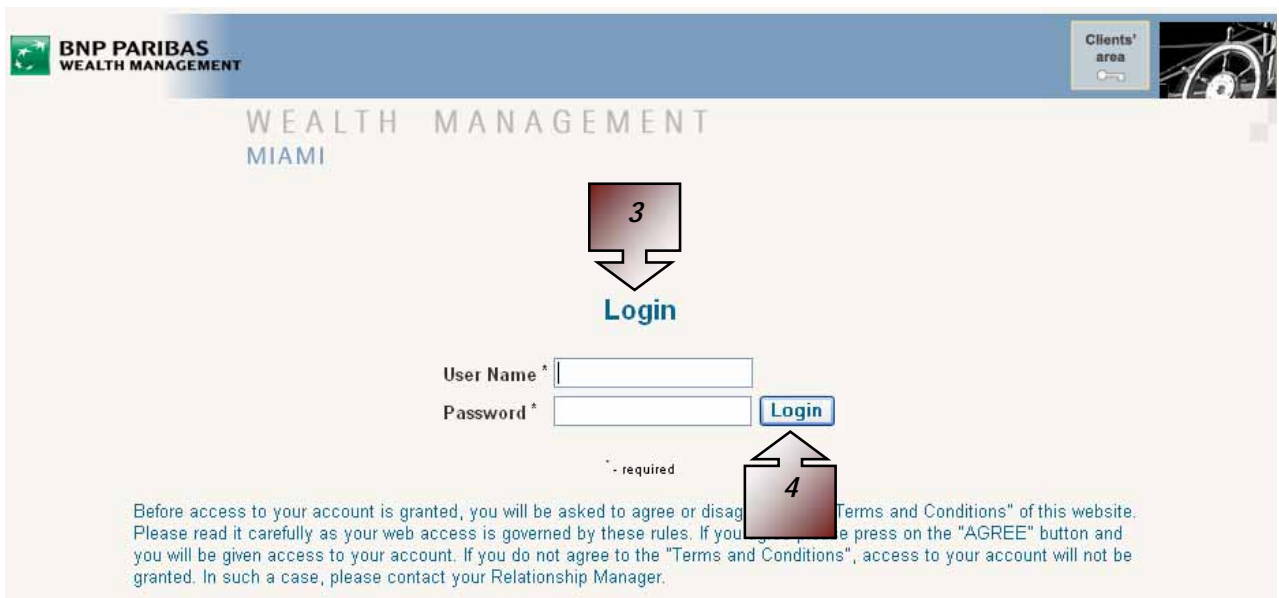 BNP PARIBAS
WEALTH MANAGEMENT
Clients'
area
WEALTH MANAGEMENT
MIAMI
3
Login
User Name *
Password * Login
* - required
4
Before access to your account is granted, you will be asked to agree or disag Terms and Conditions" of this website.
Please read it carefully as your web access is governed by these rules. If you press on the "AGREE" button and
you will be given access to your account. If you do not agree to the "Terms and Conditions", access to your account will not be
granted. In such a case, please contact your Relationship Manager.